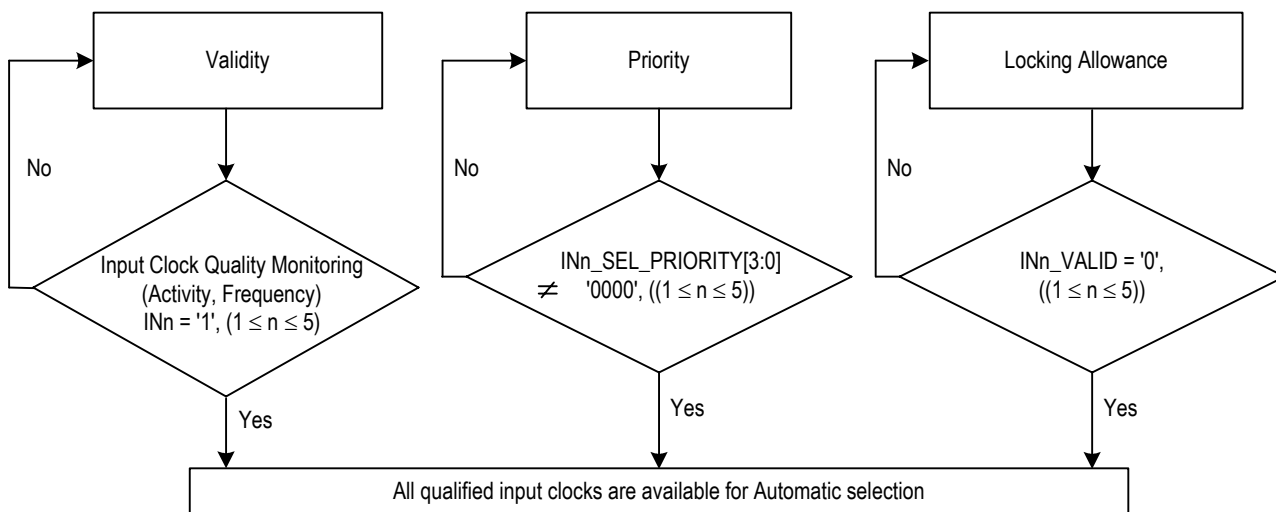 Validity
No
Input Clock Quality Monitoring
(Activity, Frequency)
INn = '1', (1 ≤ n ≤ 5)
Yes
Priority
No
INn_SEL_PRIORITY[3:0]
≠ '0000', ((1 ≤ n ≤ 5))
Yes
Locking Allowance
No
INn_VALID = '0',
((1 ≤ n ≤ 5))
Yes
All qualified input clocks are available for Automatic selection